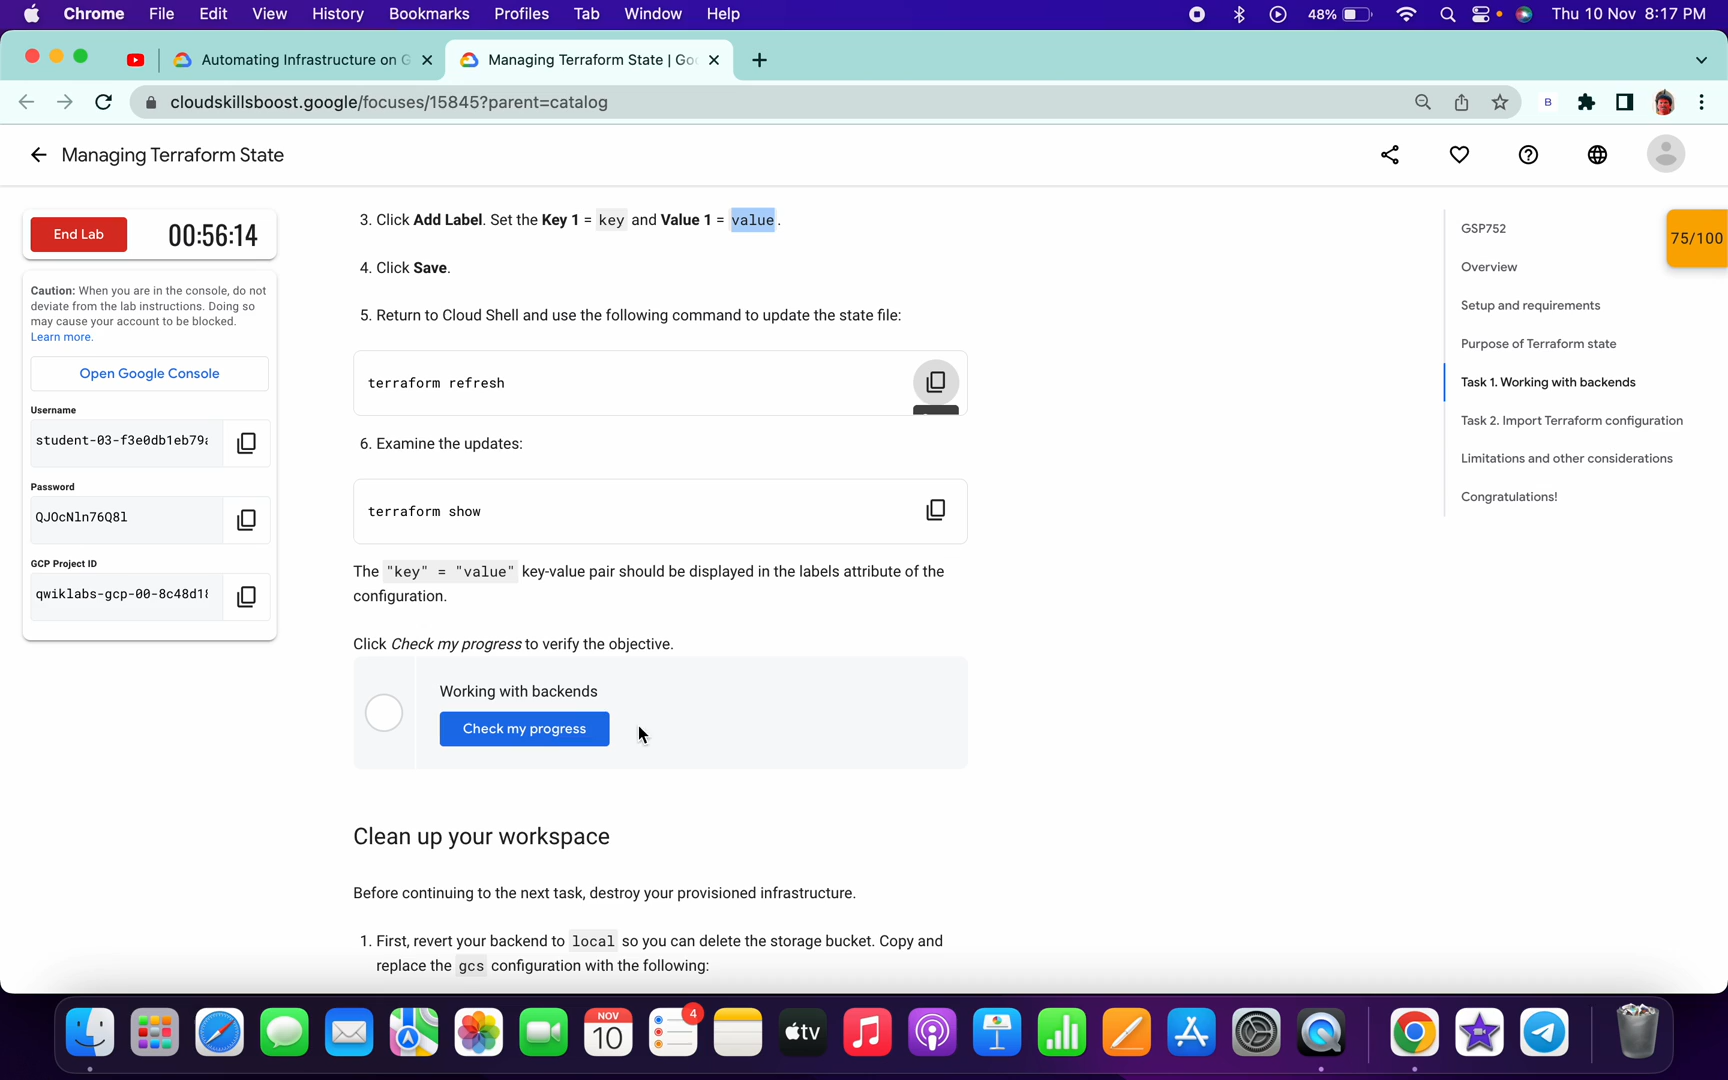 Chrome File Edit View History Bookmarks Profiles Tab Window Help 48% Thu 10 Nov 8:17 PM
Automating Infrastructure on G
Managing Terraform State | Goo
cloudskillsboost.google/focuses/15845?parent=catalog
Managing Terraform State
End Lab 00:56:14
Caution: When you are in the console, do not
deviate from the lab instructions. Doing so
may cause your account to be blocked.
Learn more.
Open Google Console
Username
student-03-f3e0db1eb79a
Password
QJOcNln76Q8l
GCP Project ID
qwiklabs-gcp-00-8c48d18
3. Click Add Label. Set the Key 1 = key and Value 1 = value.
4. Click Save.
5. Return to Cloud Shell and use the following command to update the state file:
terraform refresh
6. Examine the updates:
terraform show
The "key" = "value" key-value pair should be displayed in the labels attribute of the
configuration.
Click Check my progress to verify the objective.
Working with backends
Check my progress
Clean up your workspace
Before continuing to the next task, destroy your provisioned infrastructure.
1. First, revert your backend to local so you can delete the storage bucket. Copy and
replace the gcs configuration with the following:
GSP752
Overview
Setup and requirements
Purpose of Terraform state
Task 1. Working with backends
Task 2. Import Terraform configuration
Limitations and other considerations
Congratulations!
75/100
B
NOV
10
4
tv